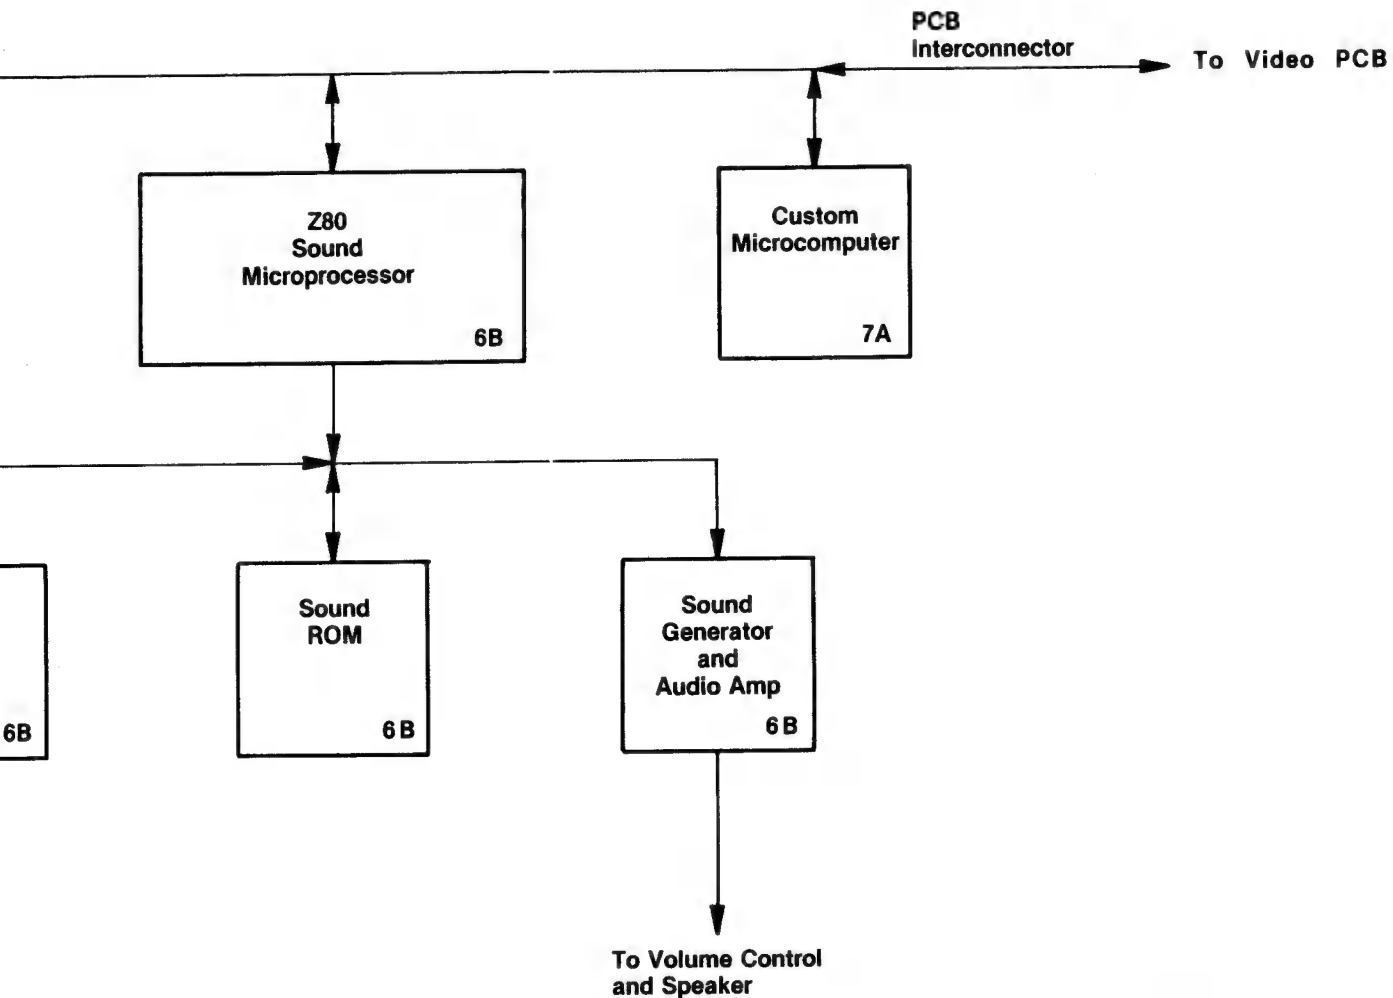 PCB
Interconnector
To Video PCB
Z80
Sound
Microprocessor
6B
Custom
Microcomputer
7A
6B
Sound
ROM
6B
Sound
Generator
and
Audio Amp
6B
To Volume Control
and Speaker